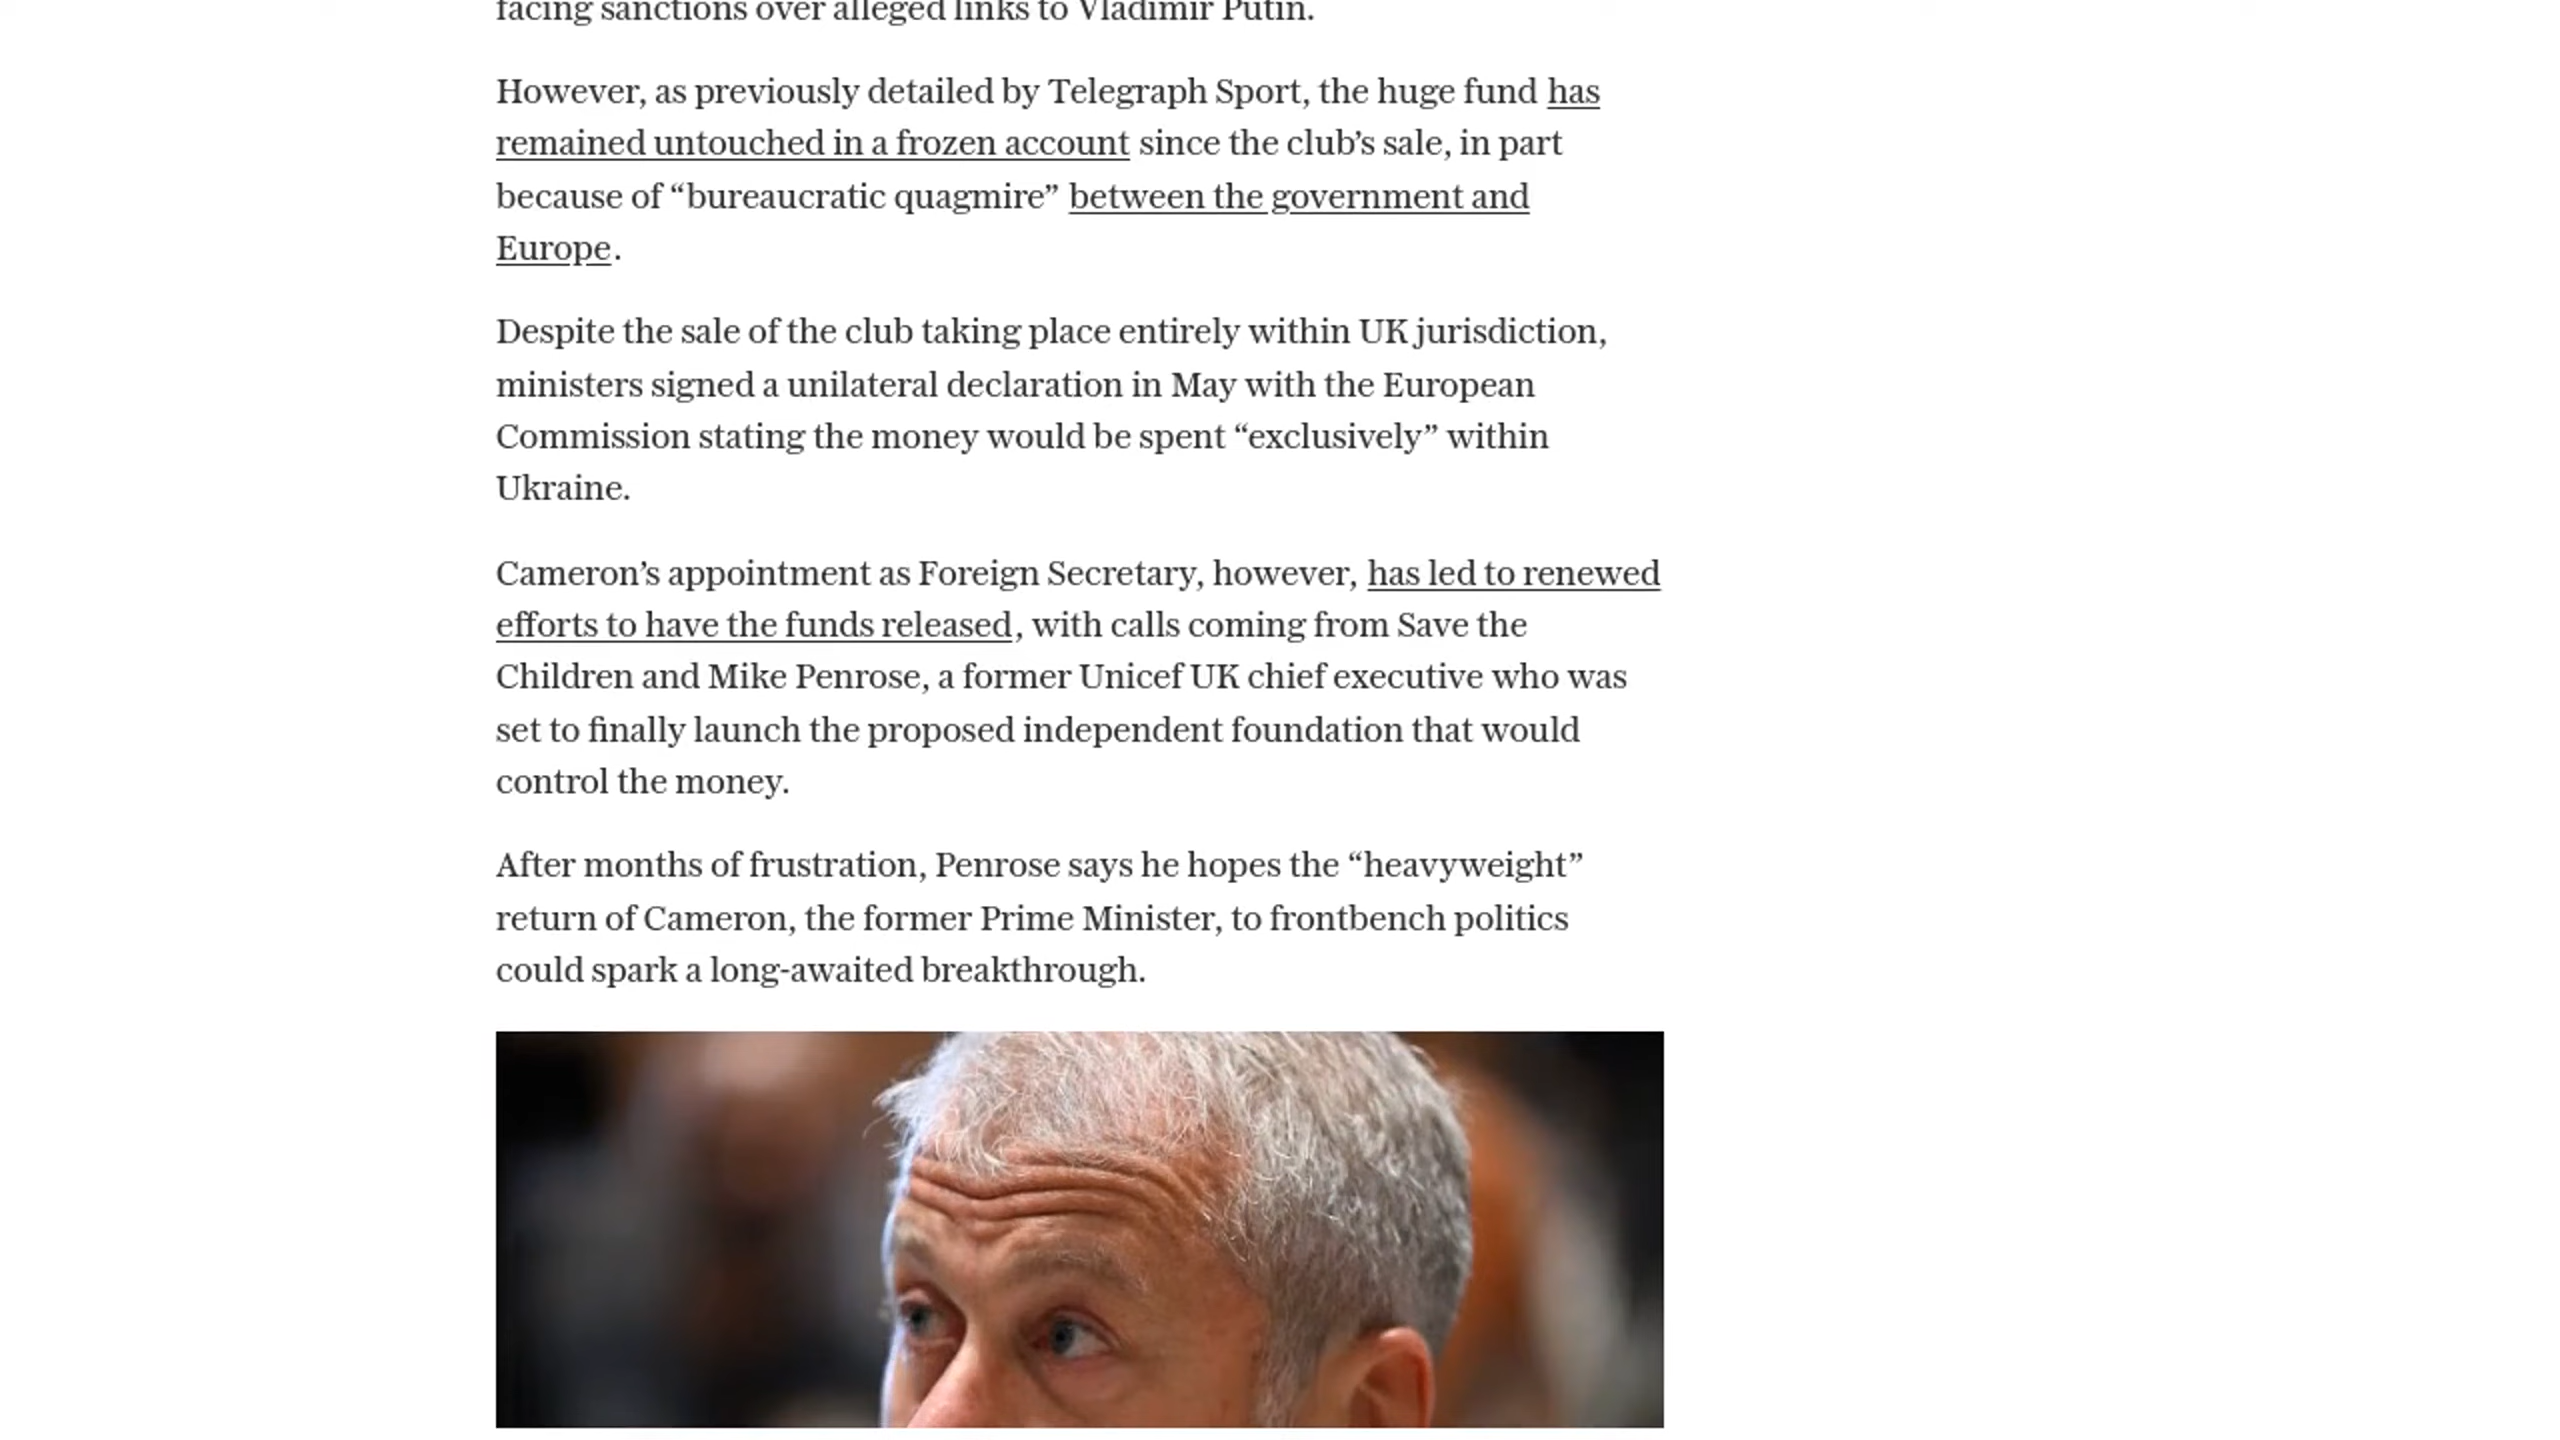 facing sanctions over alleged links to Vladimir Putin.
However, as previously detailed by Telegraph Sport, the huge fund has
remained untouched in a frozen account since the club’s sale, in part
because of “bureaucratic quagmire” between the government and
Europe.
Despite the sale of the club taking place entirely within UK jurisdiction,
ministers signed a unilateral declaration in May with the European
Commission stating the money would be spent “exclusively” within
Ukraine.
Cameron’s appointment as Foreign Secretary, however, has led to renewed
efforts to have the funds released, with calls coming from Save the
Children and Mike Penrose, a former Unicef UK chief executive who was
set to finally launch the proposed independent foundation that would
control the money.
After months of frustration, Penrose says he hopes the “heavyweight”
return of Cameron, the former Prime Minister, to frontbench politics
could spark a long-awaited breakthrough.